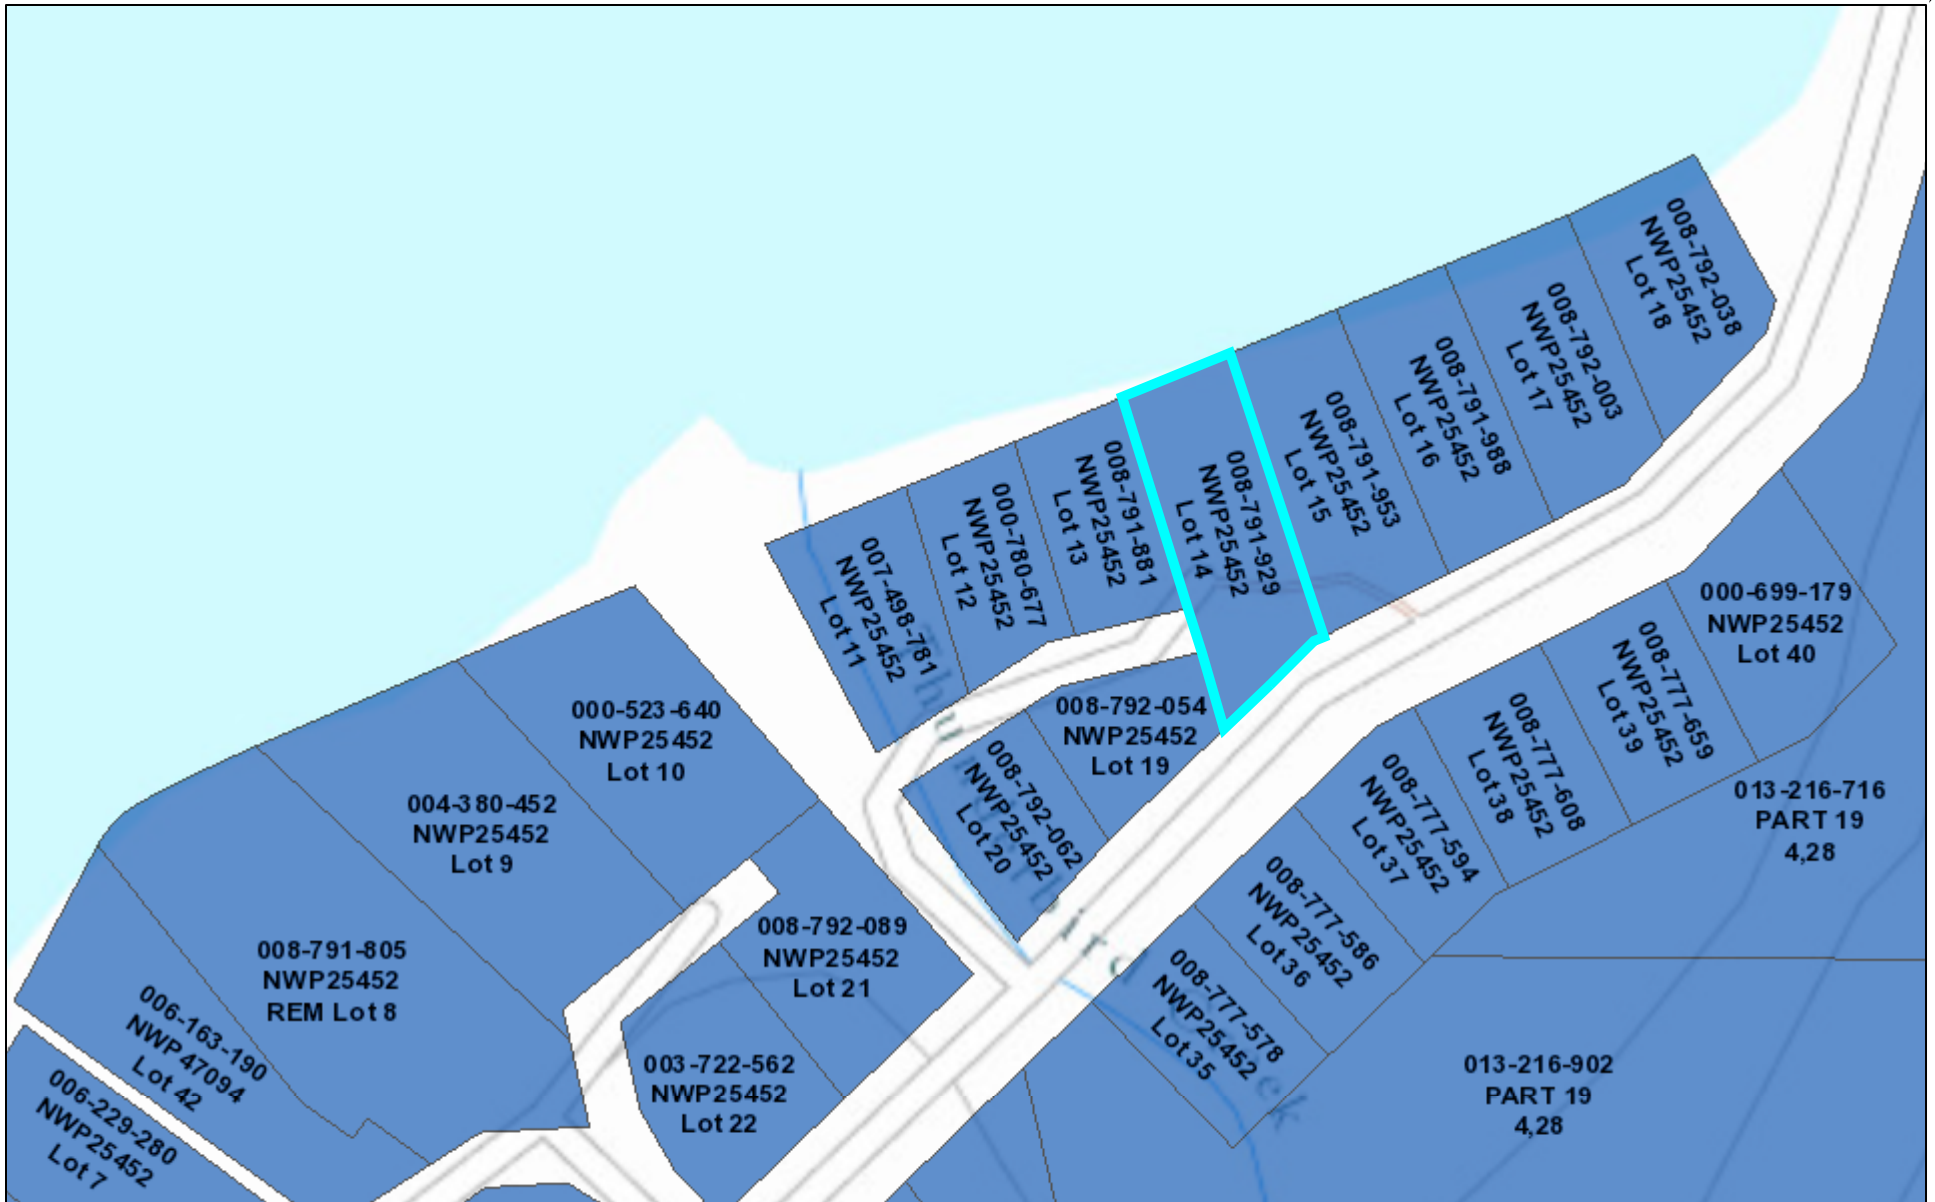 008-792-038
NWP25452
Lot 18
008-792-003
NWP25452
Lot 17
008-791-988
NWP25452
Lot 16
008-791-953
NWP25452
Lot 15
008-791-929
NWP25452
Lot 14
008-791-881
NWP25452
Lot 13
000-780-677
NWP25452
Lot 12
007-498-781
NWP25452
Lot 11
000-699-179
NWP25452
Lot 40
008-777-659
NWP25452
Lot 39
008-777-608
NWP25452
Lot 38
008-777-594
NWP25452
Lot 37
008-777-586
NWP25452
Lot 36
008-777-578
NWP25452
Lot 35
008-792-054
NWP25452
Lot 19
008-792-062
NWP25452
Lot 20
Thunderbird Creek
000-523-640
NWP25452
Lot 10
004-380-452
NWP25452
Lot 9
008-791-805
NWP25452
REM Lot 8
008-792-089
NWP25452
Lot 21
003-722-562
NWP25452
Lot 22
006-163-190
NWP47094
Lot 42
006-229-280
NWP25452
Lot 7
013-216-716
PART 19
4,28
013-216-902
PART 19
4,28